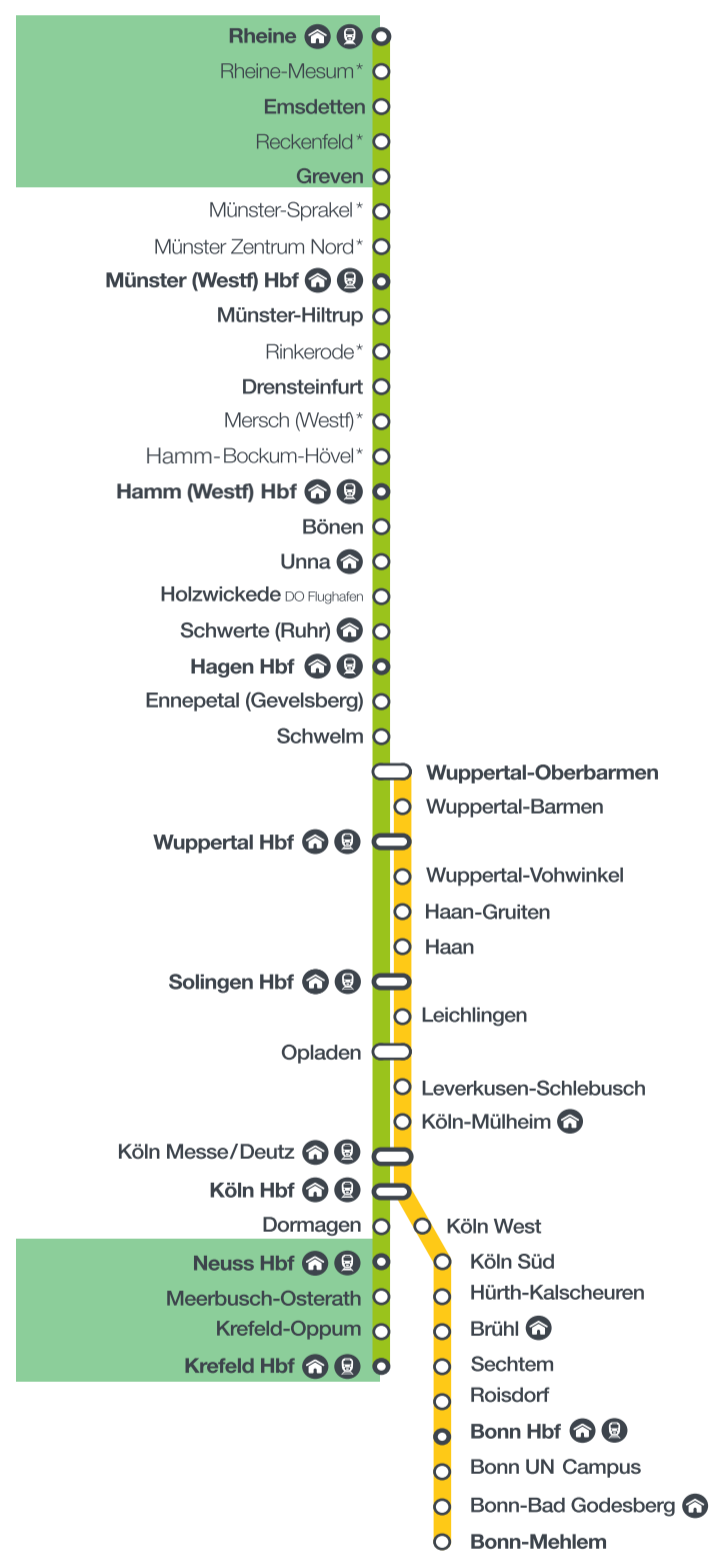 Rheine
Rheine-Mesum*
Emsdetten
Reckenfeld*
Greven
Münster-Sprakel*
Münster Zentrum Nord*
Münster (Westf) Hbf
Münster-Hiltrup
Rinkerode*
Drensteinfurt
Mersch (Westf)*
Hamm-Bockum-Hövel*
Hamm (Westf) Hbf
Bönen
Unna
Holzwickede DO Flughafen
Schwerte (Ruhr)
Hagen Hbf
Ennepetal (Gevelsberg)
Schwelm
Wuppertal-Oberbarmen
Wuppertal-Barmen
Wuppertal Hbf
Wuppertal-Vohwinkel
Haan-Gruiten
Haan
Solingen Hbf
Leichlingen
Opladen
Leverkusen-Schlebusch
Köln-Mülheim
Köln Messe/Deutz
Köln Hbf
Dormagen
Köln West
Neuss Hbf
Köln Süd
Meerbusch-Osterath
Hürth-Kalscheuren
Krefeld-Oppum
Brühl
Krefeld Hbf
Sechtem
Roisdorf
Bonn Hbf
Bonn UN Campus
Bonn-Bad Godesberg
Bonn-Mehlem